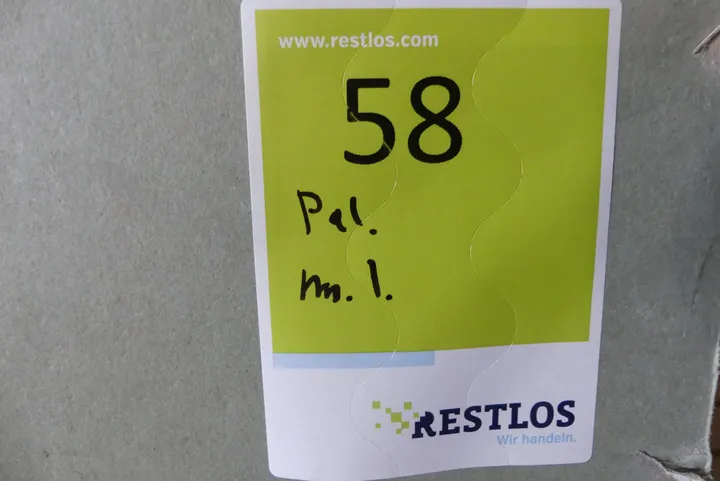 www.restlos.com
58
Pal.
m. l.
RESTLOS
Wir handeln.